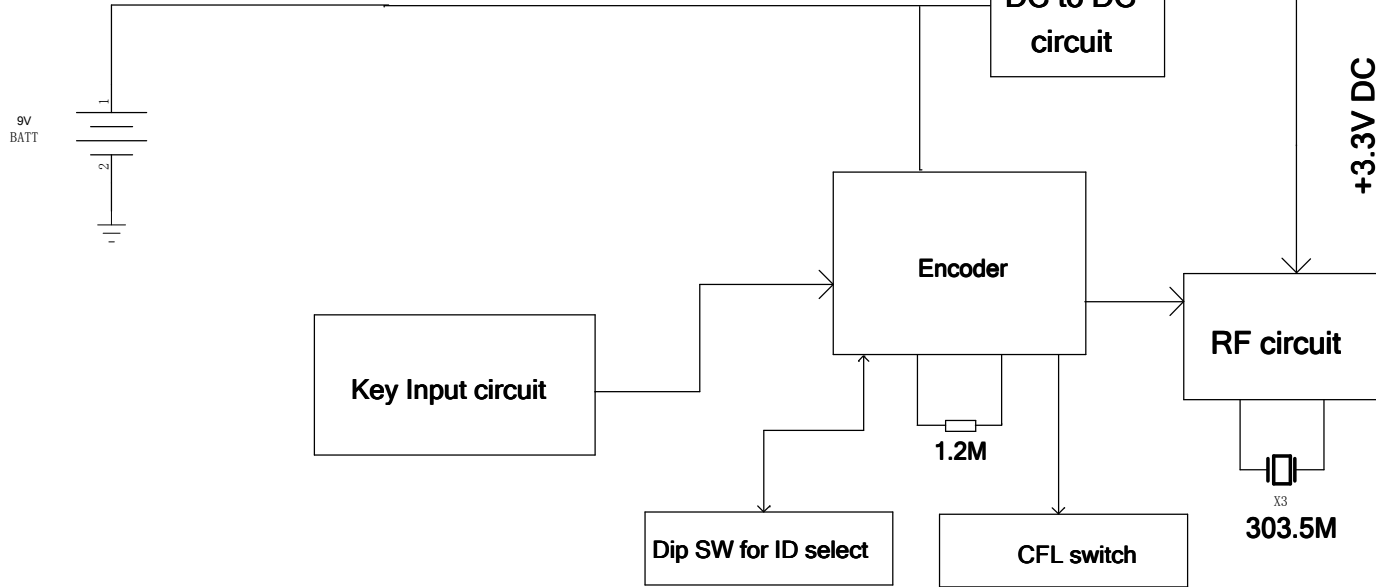 DC to DC
circuit
+3.3V DC
1
9V
BATT
2
Encoder
RF circuit
Key Input circuit
1.2M
X3
303.5M
Dip SW for ID select
CFL switch